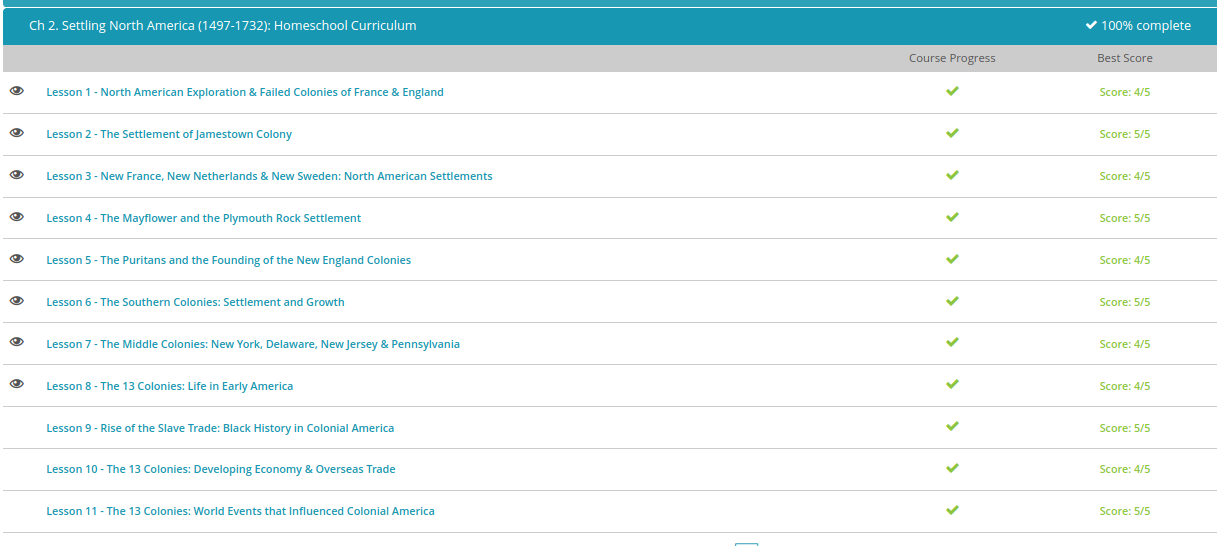 Ch 2. Settling North America (1497-1732): Homeschool Curriculum 100% complete
Course Progress Best Score
Lesson 1 - North American Exploration & Failed Colonies of France & England Score: 4/5
Lesson 2 - The Settlement of Jamestown Colony Score: 5/5
Lesson 3 - New France, New Netherlands & New Sweden: North American Settlements Score: 4/5
Lesson 4 - The Mayflower and the Plymouth Rock Settlement Score: 5/5
Lesson 5 - The Puritans and the Founding of the New England Colonies Score: 4/5
Lesson 6 - The Southern Colonies: Settlement and Growth Score: 5/5
Lesson 7 - The Middle Colonies: New York, Delaware, New Jersey & Pennsylvania Score: 4/5
Lesson 8 - The 13 Colonies: Life in Early America Score: 4/5
Lesson 9 - Rise of the Slave Trade: Black History in Colonial America Score: 5/5
Lesson 10 - The 13 Colonies: Developing Economy & Overseas Trade Score: 4/5
Lesson 11 - The 13 Colonies: World Events that Influenced Colonial America Score: 5/5